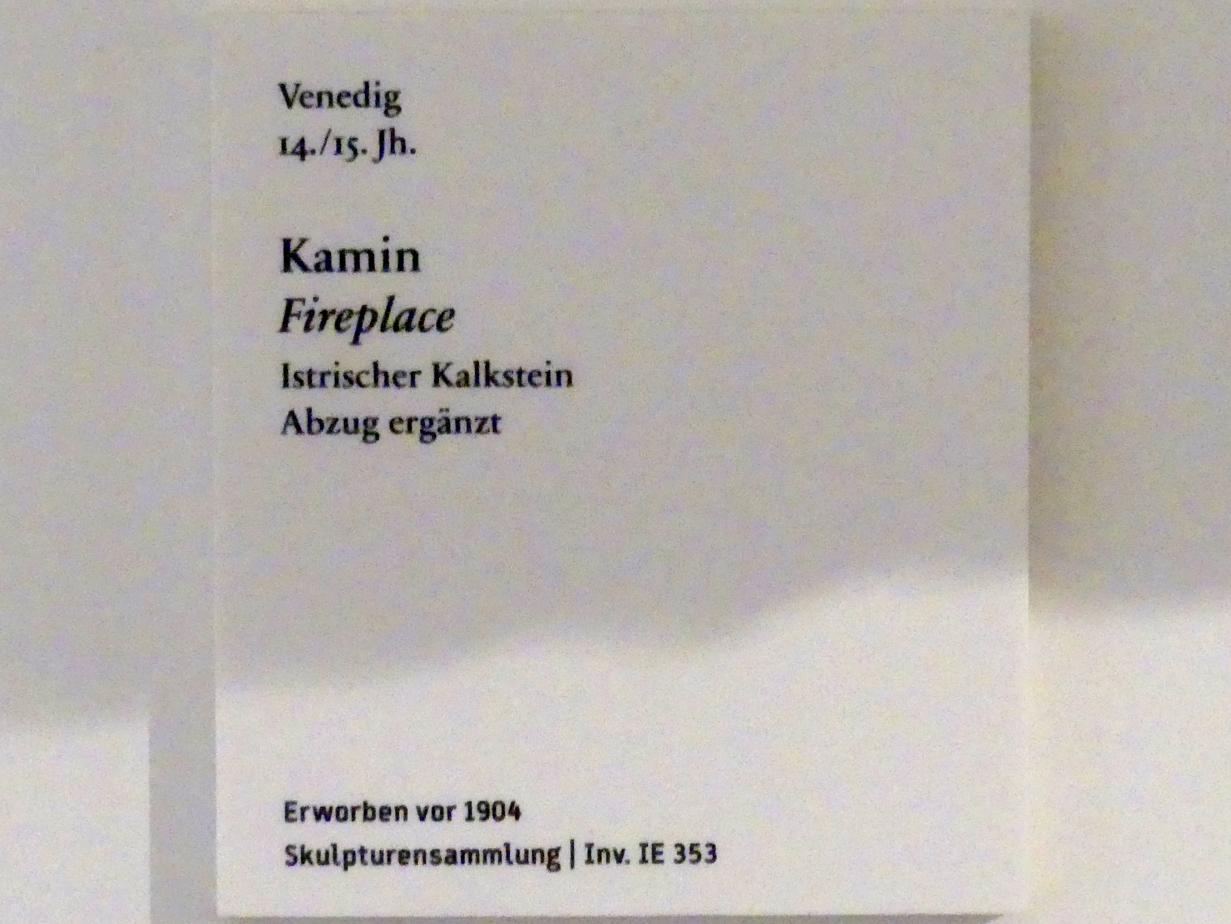 Venedig
14./15. Jh.
Kamin
Fireplace
Istrischer Kalkstein
Abzug ergänzt
Erworben vor 1904
Skulpturensammlung | Inv. IE 353